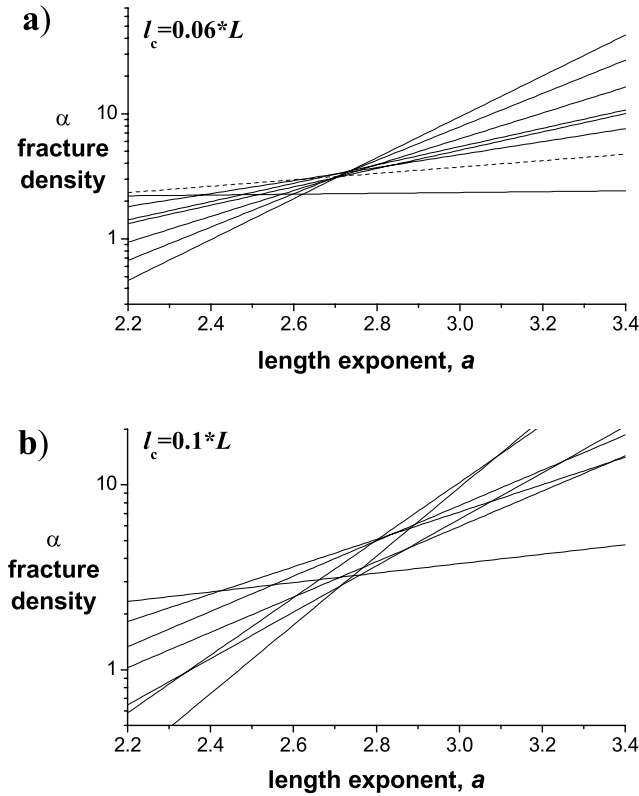 a)
l_c=0.06*L
α
fracture
density
10
1
2.2 2.4 2.6 2.8 3.0 3.2 3.4
length exponent, a
b)
l_c=0.1*L
α
fracture
density
10
1
2.2 2.4 2.6 2.8 3.0 3.2 3.4
length exponent, a